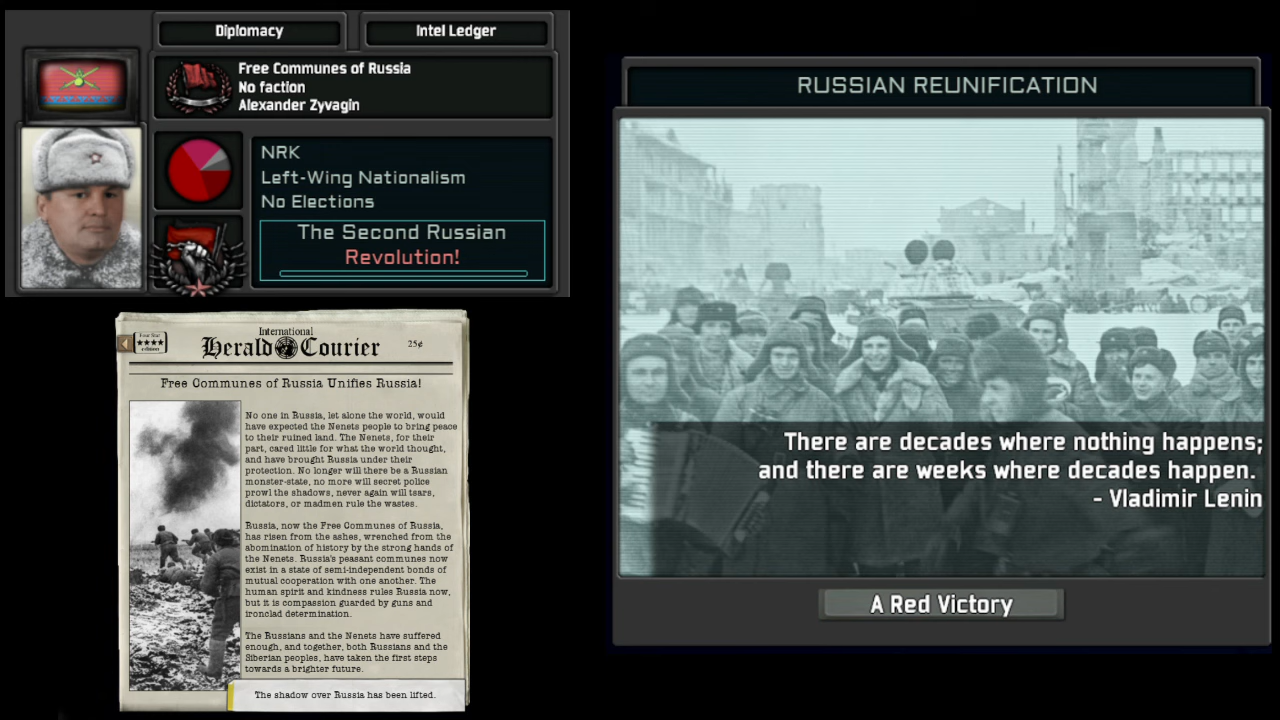 Diplomacy
Intel Ledger
Free Communes of Russia
No faction
Alexander Zyvagin
NRK
Left-Wing Nationalism
No Elections
The Second Russian
Revolution!
International
Herald Courier
25¢
Four Star
★★★★
edition
Free Communes of Russia Unifies Russia!
No one in Russia, let alone the world, would
have expected the Nenets people to bring peace
to their ruined land. The Nenets, for their
part, cared little for what the world thought,
and have brought Russia under their
protection. No longer will there be a Russian
monster-state, no more will secret police
prowl the shadows, never again will tsars,
dictators, or madmen rule the wastes.
Russia, now the Free Communes of Russia,
has risen from the ashes, wrenched from the
abomination of history by the strong hands of
the Nenets. Russia's peasant communes now
exist in a state of semi-independent bonds of
mutual cooperation with one another. The
human spirit and kindness rules Russia now,
but it is compassion guarded by guns and
ironclad determination.
The Russians and the Nenets have suffered
enough, and together, both Russians and the
Siberian peoples, have taken the first steps
towards a brighter future.
The shadow over Russia has been lifted.
RUSSIAN REUNIFICATION
There are decades where nothing happens;
and there are weeks where decades happen.
- Vladimir Lenin
A Red Victory